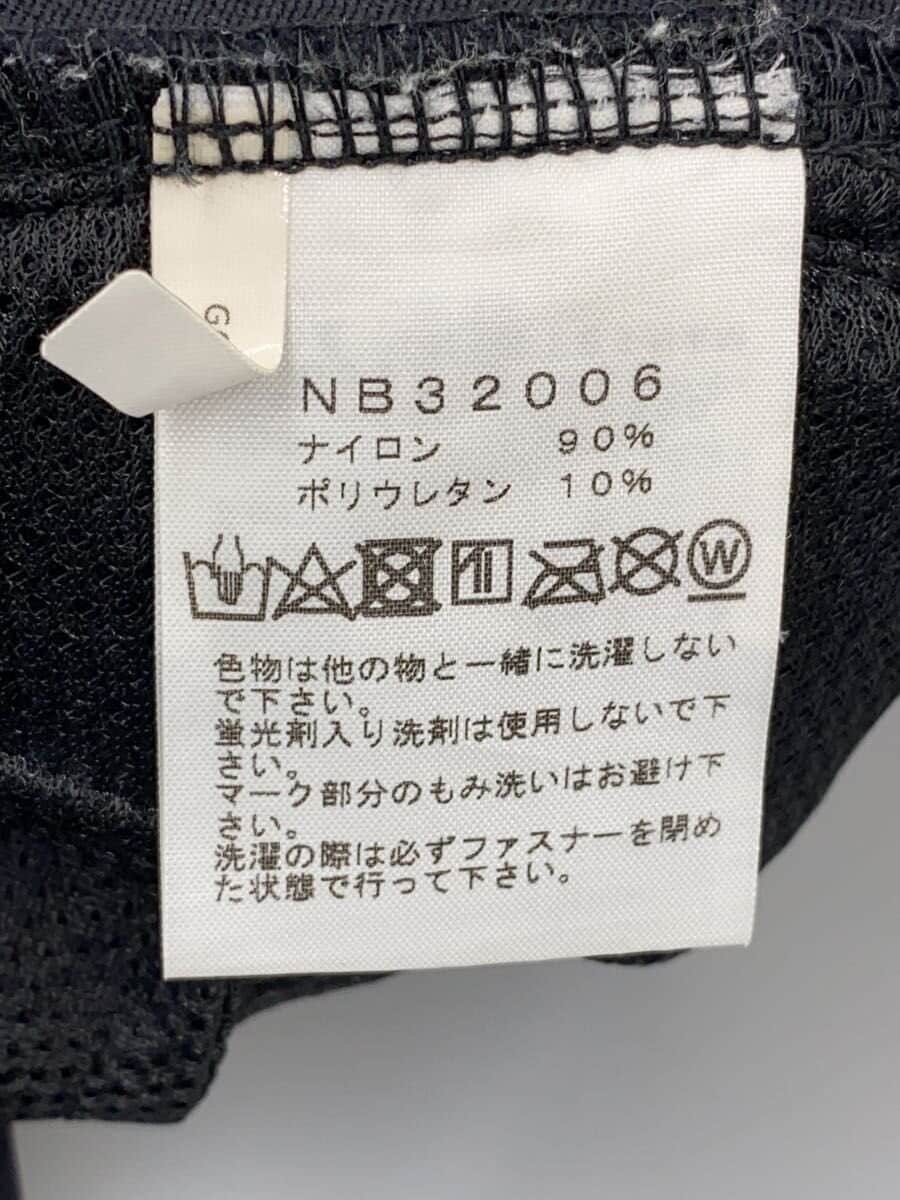 NB32006
ナイロン 90%
ポリウレタン 10%
W
色物は他の物と一緒に洗濯しない
で下さい。
蛍光剤入り洗剤は使用しないで下
さい。
マーク部分のもみ洗いはお避け下
さい。
洗濯の際は必ずファスナーを閉め
た状態で行って下さい。